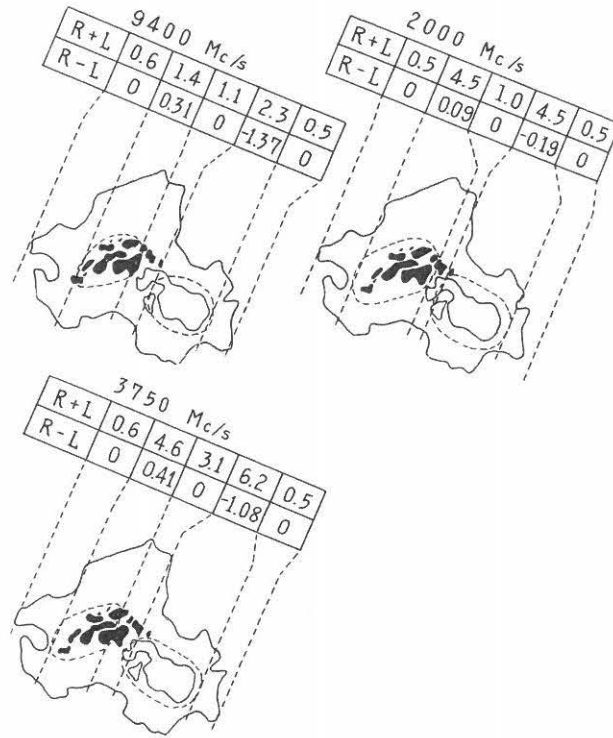 9400 Mc/s
R+L 0.6 1.4 1.1 2.3 0.5
R-L 0 0.31 0 -1.37 0
2000 Mc/s
R+L 0.5 4.5 1.0 4.5 0.5
R-L 0 0.09 0 -0.19 0
3750 Mc/s
R+L 0.6 4.6 3.1 6.2 0.5
R-L 0 0.41 0 -1.08 0